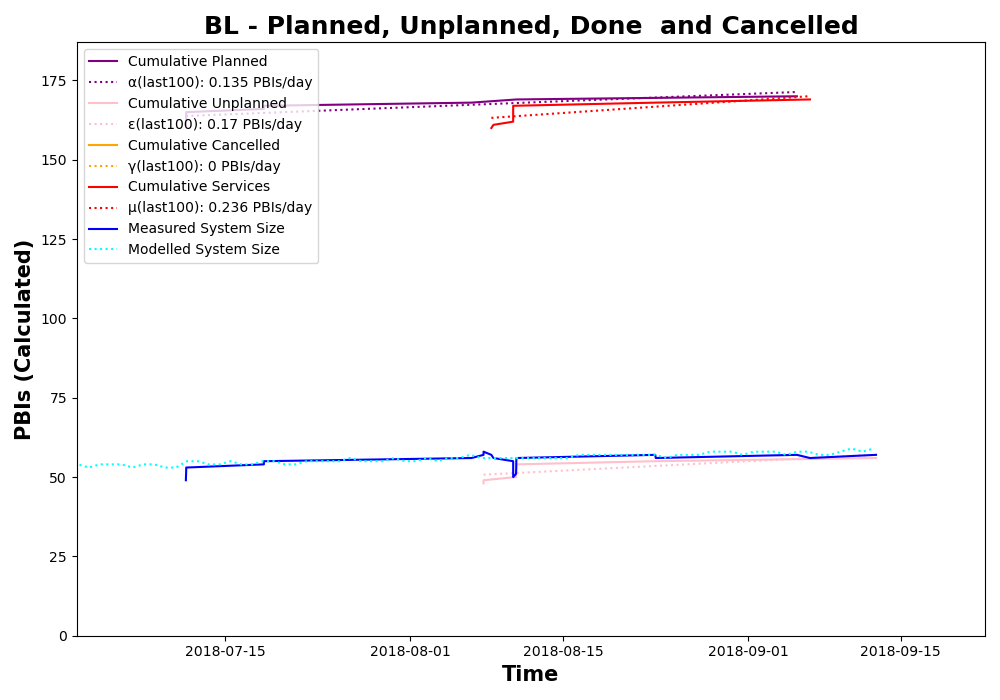 BL - Planned, Unplanned, Done  and Cancelled
Cumulative Planned
α(last100): 0.135 PBIs/day
Cumulative Unplanned
ε(last100): 0.17 PBIs/day
Cumulative Cancelled
γ(last100): 0 PBIs/day
Cumulative Services
μ(last100): 0.236 PBIs/day
Measured System Size
Modelled System Size
PBIs (Calculated)
175
150
125
100
75
50
25
0
2018-07-15
2018-08-01
2018-08-15
2018-09-01
2018-09-15
Time